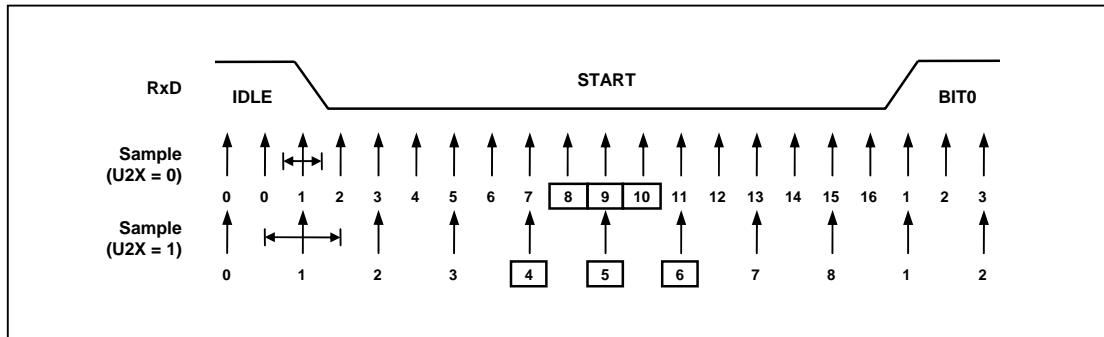 RxD IDLE START BIT0
Sample
(U2X = 0)
0 0 1 2 3 4 5 6 7 8 9 10 11 12 13 14 15 16 1 2 3
Sample
(U2X = 1)
0 1 2 3 4 5 6 7 8 1 2